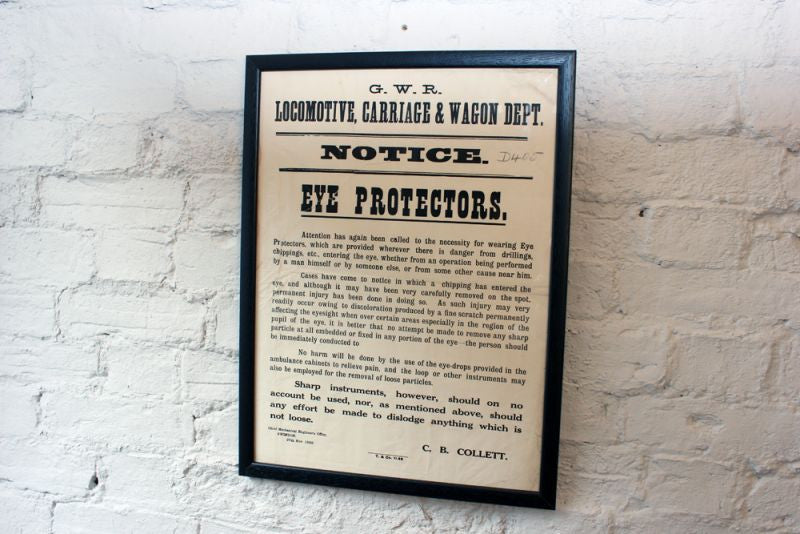 G. W. R.
LOCOMOTIVE, CARRIAGE & WAGON DEPT.
NOTICE. D405
EYE PROTECTORS.
Attention has again been called to the necessity for wearing Eye
Protectors, which are provided wherever there is danger from drillings,
chippings, etc., entering the eye, whether from an operation being performed
by a man himself or by someone else, or from some other cause near him.
Cases have come to notice in which a chipping has entered the
eye, and although it may have been very carefully removed on the spot,
permanent injury has been done in doing so. As such injury may very
readily occur owing to discoloration produced by a fine scratch permanently
affecting the eyesight when over certain areas especially in the region of the
pupil of the eye, it is better that no attempt be made to remove any sharp
particle at all embedded or fixed in any portion of the eye—the person should
be immediately conducted to
No harm will be done by the use of the eye-drops provided in the
ambulance cabinets to relieve pain, and the loop or other instruments may
also be employed for the removal of loose particles.
Sharp instruments, however, should on no
account be used, nor, as mentioned above, should
any effort be made to dislodge anything which is
not loose.
Chief Mechanical Engineer's Office,
SWINDON,
C. B. COLLETT.